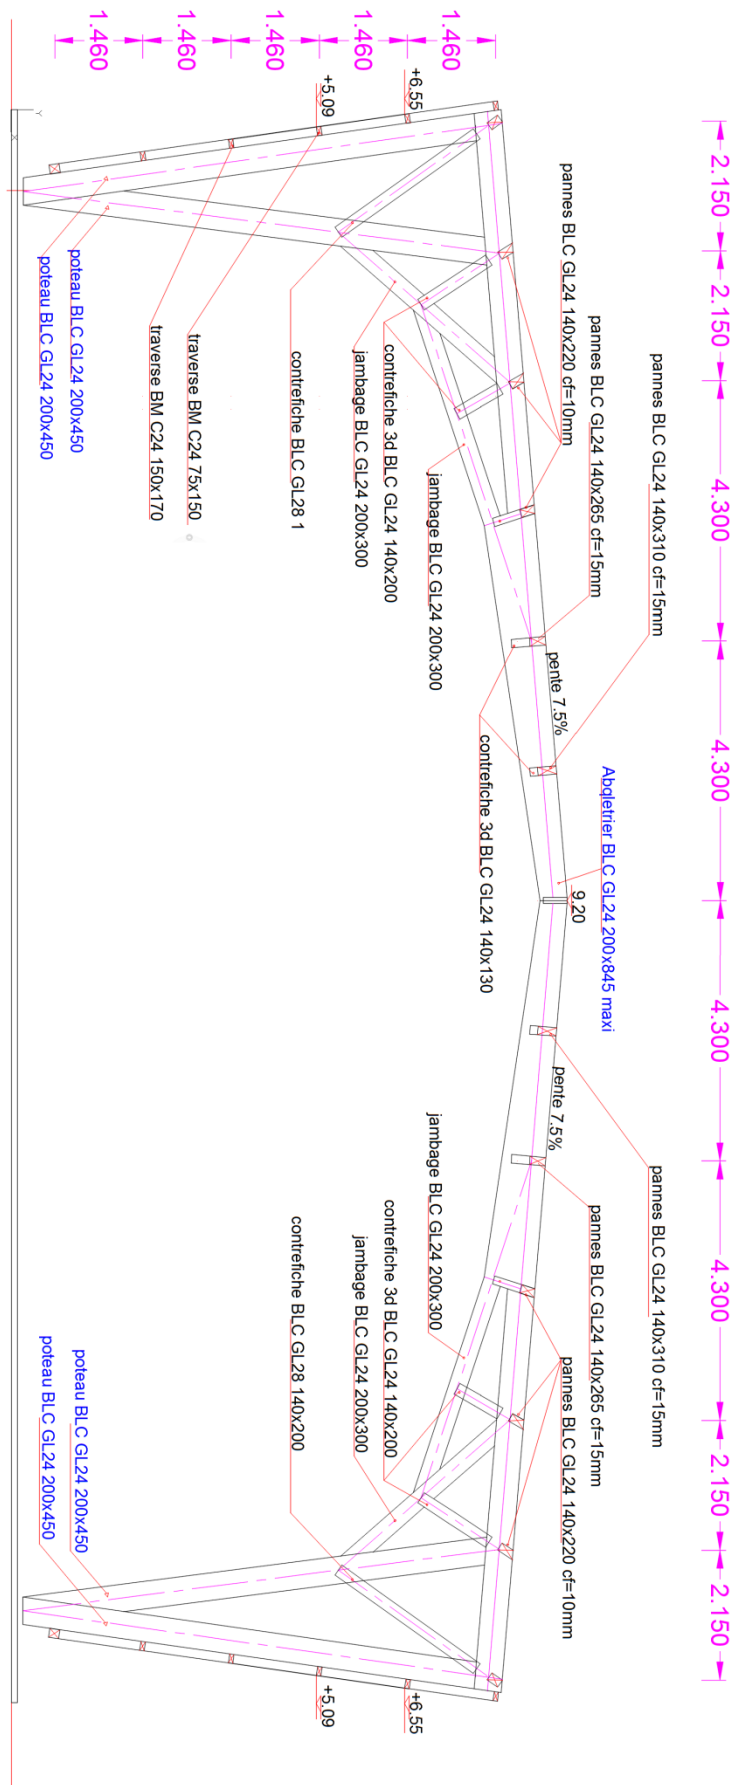 2.150
2.150
4.300
4.300
4.300
4.300
2.150
2.150
pannes BLC GL24 140x310 cf=15mm
pannes BLC GL24 140x310 cf=15mm
pannes BLC GL24 140x265 cf=15mm
pannes BLC GL24 140x265 cf=15mm
pannes BLC GL24 140x220 cf=10mm
pannes BLC GL24 140x220 cf=10mm
Abqletrier BLC GL24 200x845 maxi
9.20
pente 7.5%
pente 7.5%
contrefiche 3d BLC GL24 140x130
jambage BLC GL24 200x300
jambage BLC GL24 200x300
+6.55
+6.55
contrefiche 3d BLC GL24 140x200
contrefiche 3d BLC GL24 140x200
jambage BLC GL24 200x300
jambage BLC GL24 200x300
+5.09
+5.09
contrefiche BLC GL28 1
contrefiche BLC GL28 140x200
traverse BM C24 75x150
traverse BM C24 150x170
poteau BLC GL24 200x450
poteau BLC GL24 200x450
poteau BLC GL24 200x450
poteau BLC GL24 200x450
1.460
1.460
1.460
1.460
1.460
Y
X